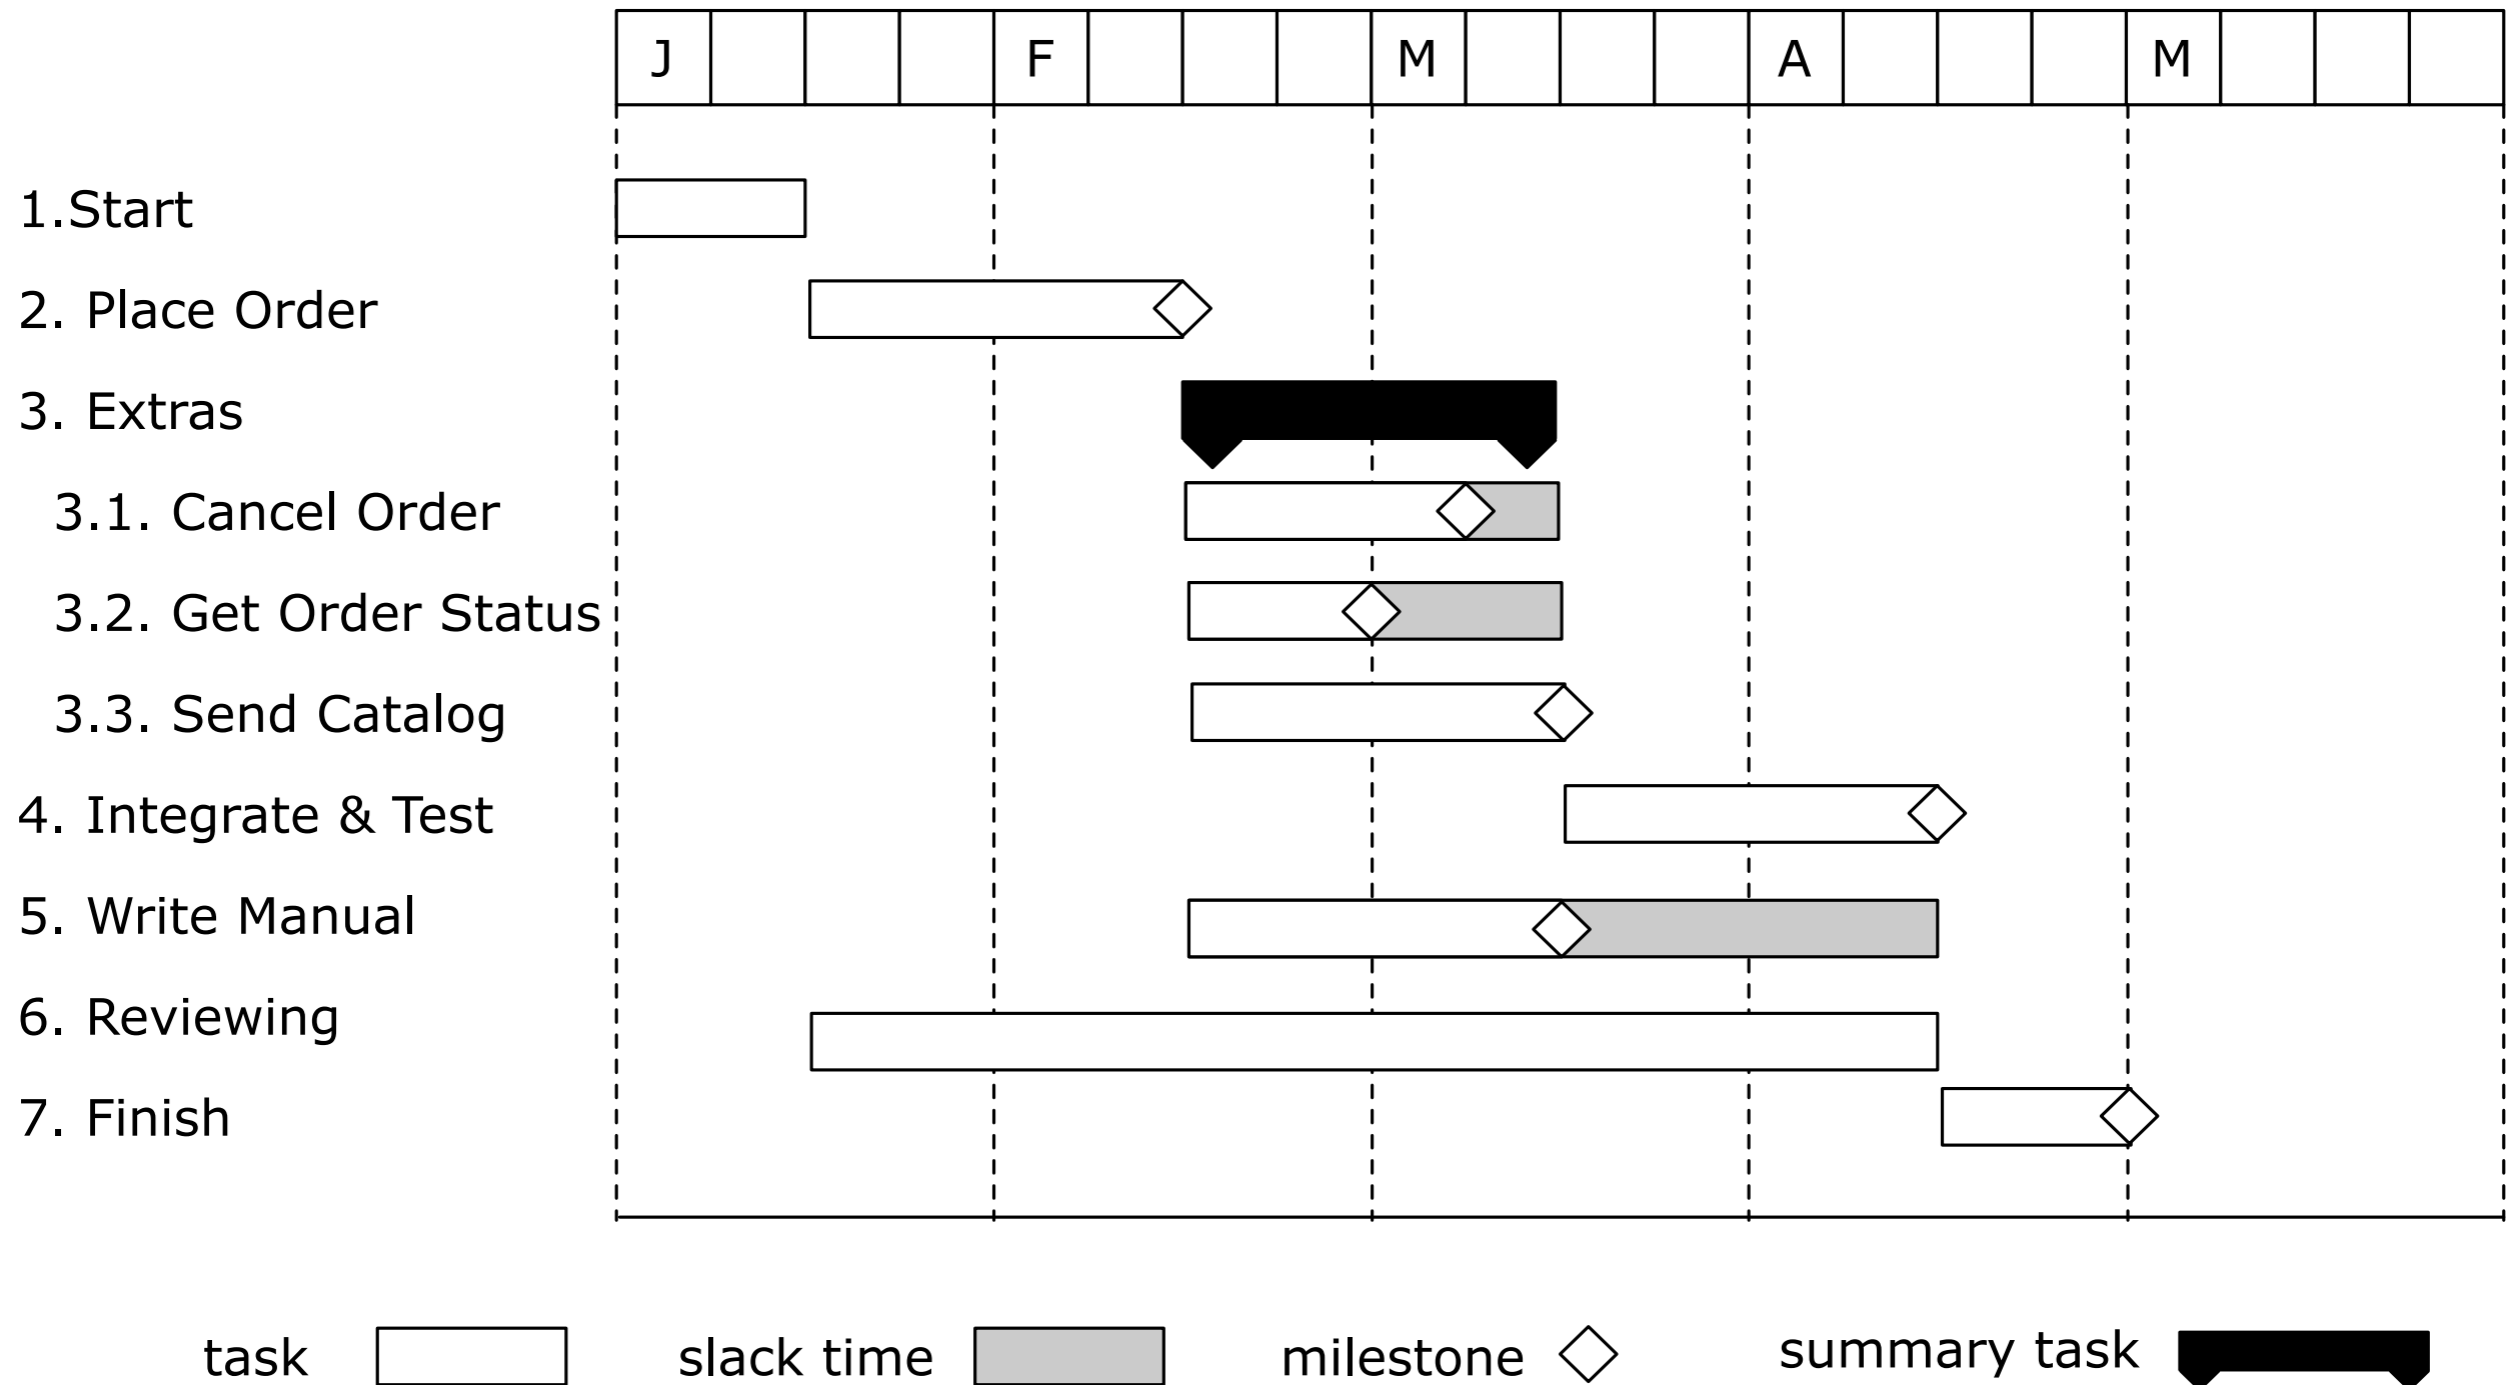 J F M A M
1.Start
2. Place Order
3. Extras
3.1. Cancel Order
3.2. Get Order Status
3.3. Send Catalog
4. Integrate & Test
5. Write Manual
6. Reviewing
7. Finish
task slack time milestone summary task